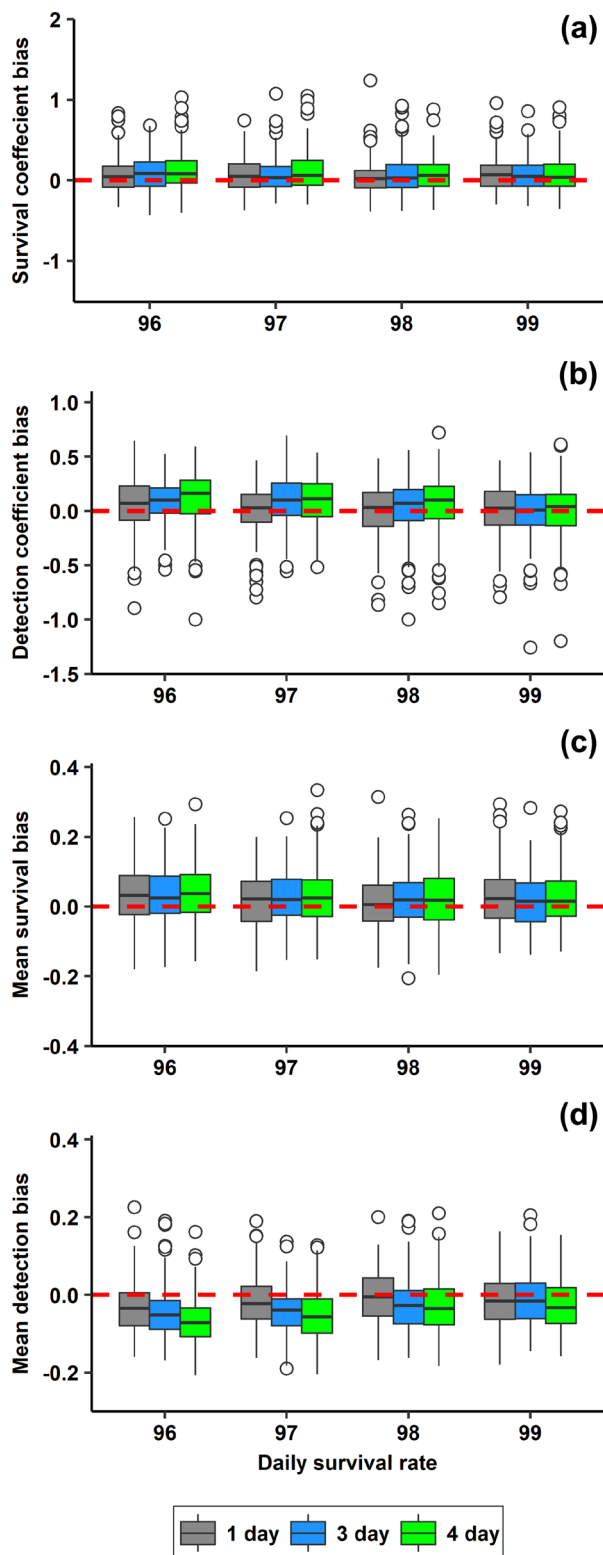 (a)
Survival coeffecient bias
2
1
0
-1
96 97 98 99
(b)
Detection coefficient bias
1.0
0.5
0.0
-0.5
-1.0
-1.5
96 97 98 99
(c)
Mean survival bias
0.4
0.2
0.0
-0.2
-0.4
96 97 98 99
(d)
Mean detection bias
0.4
0.2
0.0
-0.2
96 97 98 99
Daily survival rate
1 day 3 day 4 day